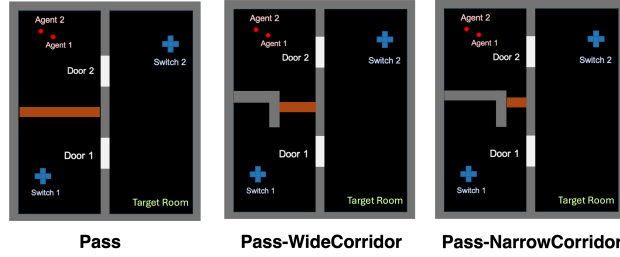 Agent 2
Agent 1
Switch 2
Door 2
Door 1
Switch 1
Target Room
Pass
Agent 2
Agent 1
Door 2
Switch 2
Door 1
Switch 1
Target Room
Pass-WideCorridor
Agent 2
Agent 1
Door 2
Switch 2
Door 1
Switch 1
Target Room
Pass-NarrowCorridor